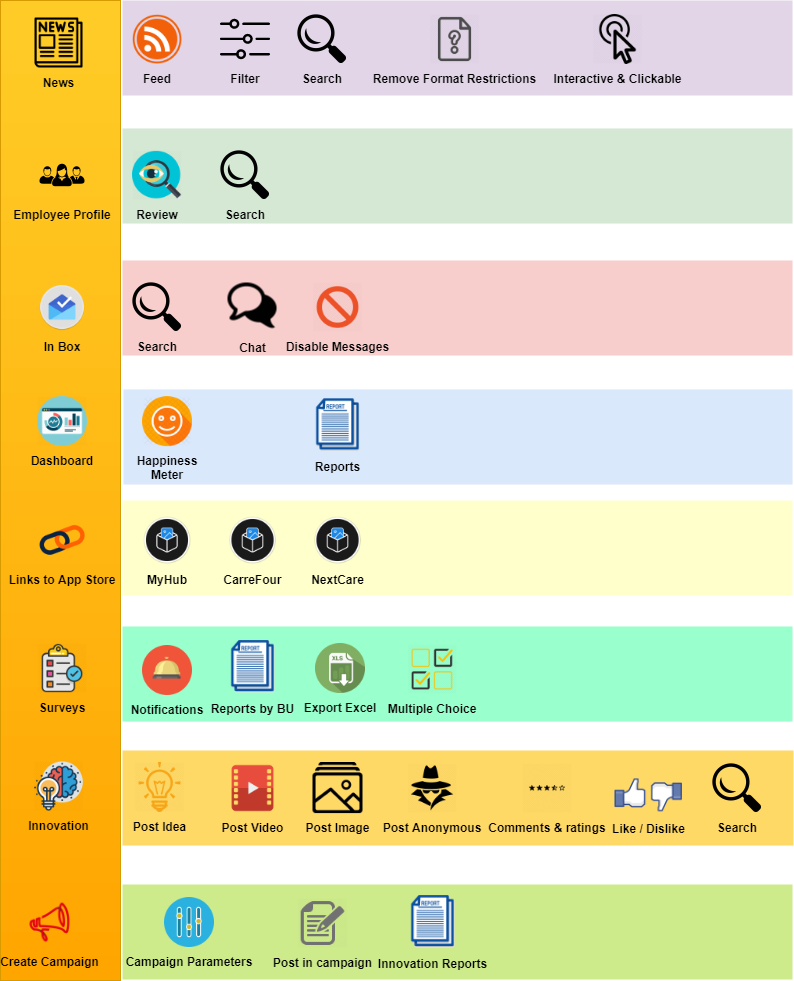 NEWS
News
Feed
Filter
Search
Remove Format Restrictions
Interactive & Clickable
Employee Profile
Review
Search
In Box
Search
Chat
Disable Messages
Dashboard
Happiness
Meter
REPORT
Reports
Links to App Store
MyHub
CarreFour
NextCare
Surveys
Notifications
REPORT
Reports by BU
XLS
Export Excel
Multiple Choice
Innovation
Post Idea
Post Video
Post Image
Post Anonymous
Comments & ratings
Like / Dislike
Search
Create Campaign
Campaign Parameters
Post in campaign
REPORT
Innovation Reports